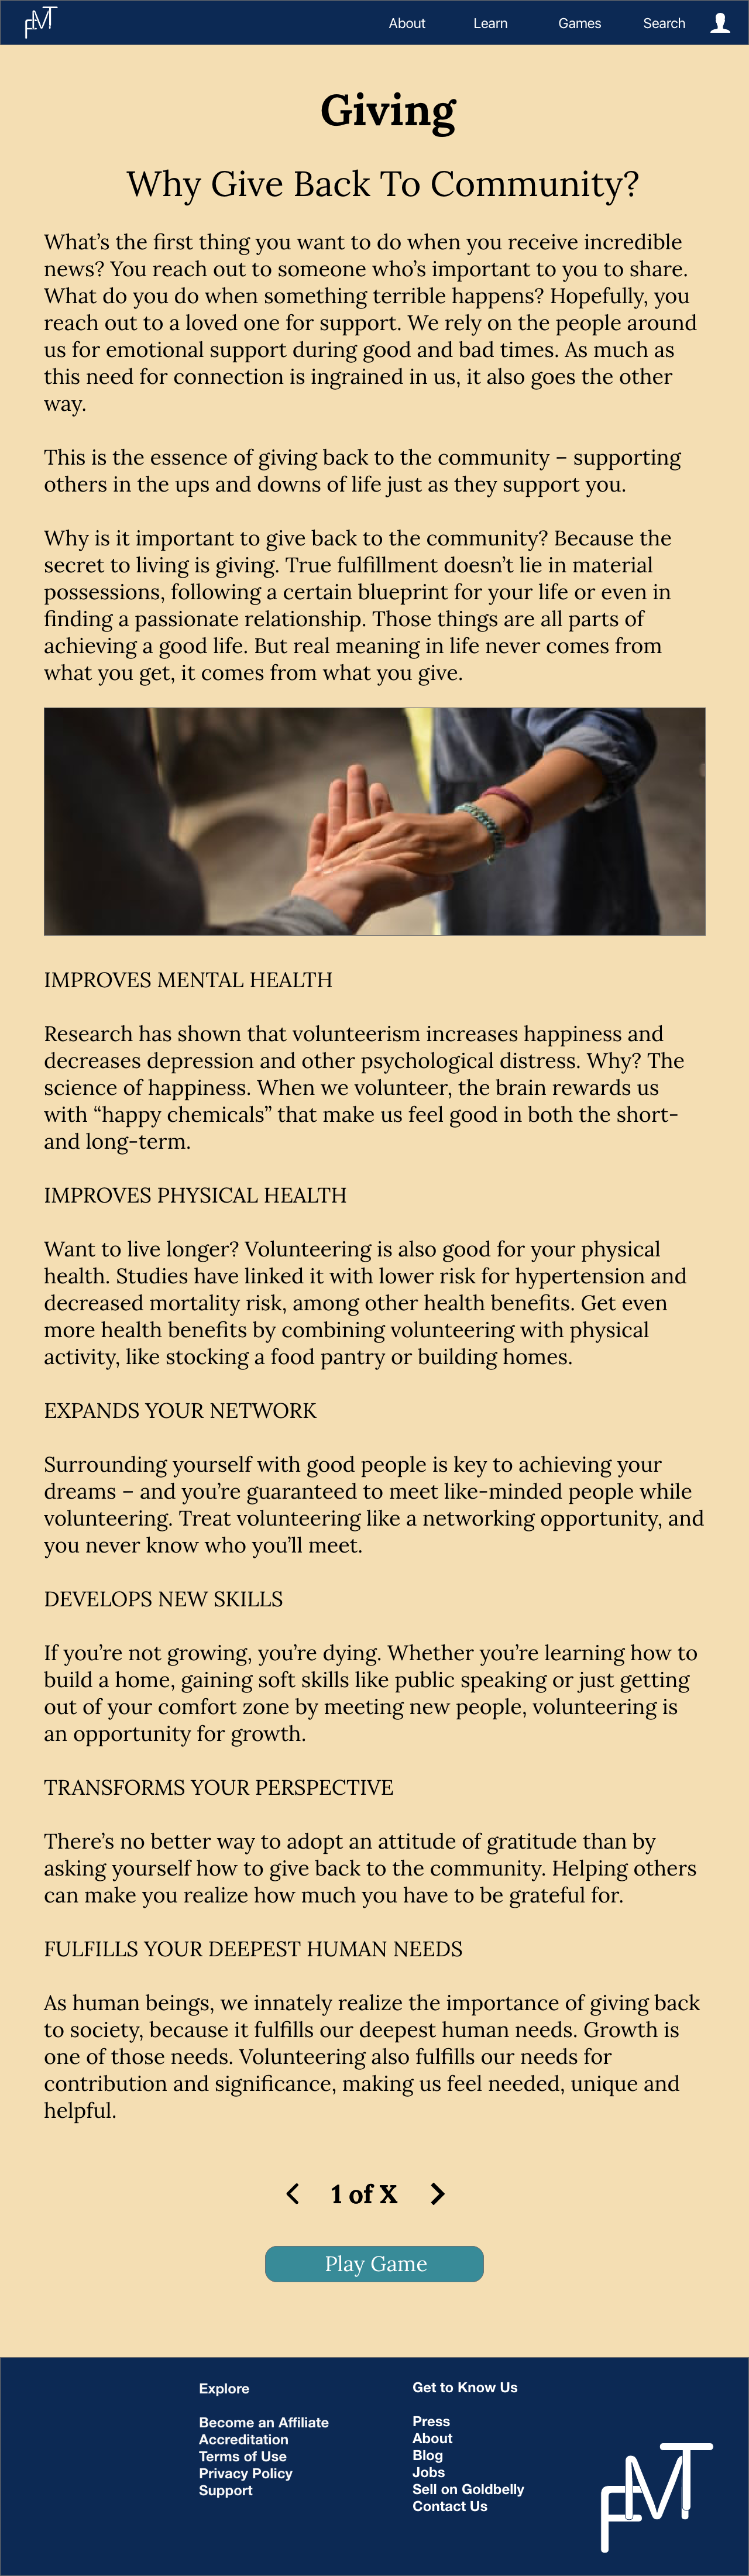 FMT
About
Learn
Games
Search
Giving
Why Give Back To Community?
What’s the first thing you want to do when you receive incredible
news? You reach out to someone who’s important to you to share.
What do you do when something terrible happens? Hopefully, you
reach out to a loved one for support. We rely on the people around
us for emotional support during good and bad times. As much as
this need for connection is ingrained in us, it also goes the other
way.
This is the essence of giving back to the community – supporting
others in the ups and downs of life just as they support you.
Why is it important to give back to the community? Because the
secret to living is giving. True fulfillment doesn’t lie in material
possessions, following a certain blueprint for your life or even in
finding a passionate relationship. Those things are all parts of
achieving a good life. But real meaning in life never comes from
what you get, it comes from what you give.
IMPROVES MENTAL HEALTH
Research has shown that volunteerism increases happiness and
decreases depression and other psychological distress. Why? The
science of happiness. When we volunteer, the brain rewards us
with “happy chemicals” that make us feel good in both the short-
and long-term.
IMPROVES PHYSICAL HEALTH
Want to live longer? Volunteering is also good for your physical
health. Studies have linked it with lower risk for hypertension and
decreased mortality risk, among other health benefits. Get even
more health benefits by combining volunteering with physical
activity, like stocking a food pantry or building homes.
EXPANDS YOUR NETWORK
Surrounding yourself with good people is key to achieving your
dreams – and you’re guaranteed to meet like-minded people while
volunteering. Treat volunteering like a networking opportunity, and
you never know who you’ll meet.
DEVELOPS NEW SKILLS
If you’re not growing, you’re dying. Whether you’re learning how to
build a home, gaining soft skills like public speaking or just getting
out of your comfort zone by meeting new people, volunteering is
an opportunity for growth.
TRANSFORMS YOUR PERSPECTIVE
There’s no better way to adopt an attitude of gratitude than by
asking yourself how to give back to the community. Helping others
can make you realize how much you have to be grateful for.
FULFILLS YOUR DEEPEST HUMAN NEEDS
As human beings, we innately realize the importance of giving back
to society, because it fulfills our deepest human needs. Growth is
one of those needs. Volunteering also fulfills our needs for
contribution and significance, making us feel needed, unique and
helpful.
1 of X
Play Game
Explore
Become an Affiliate
Accreditation
Terms of Use
Privacy Policy
Support
Get to Know Us
Press
About
Blog
Jobs
Sell on Goldbelly
Contact Us
FMT